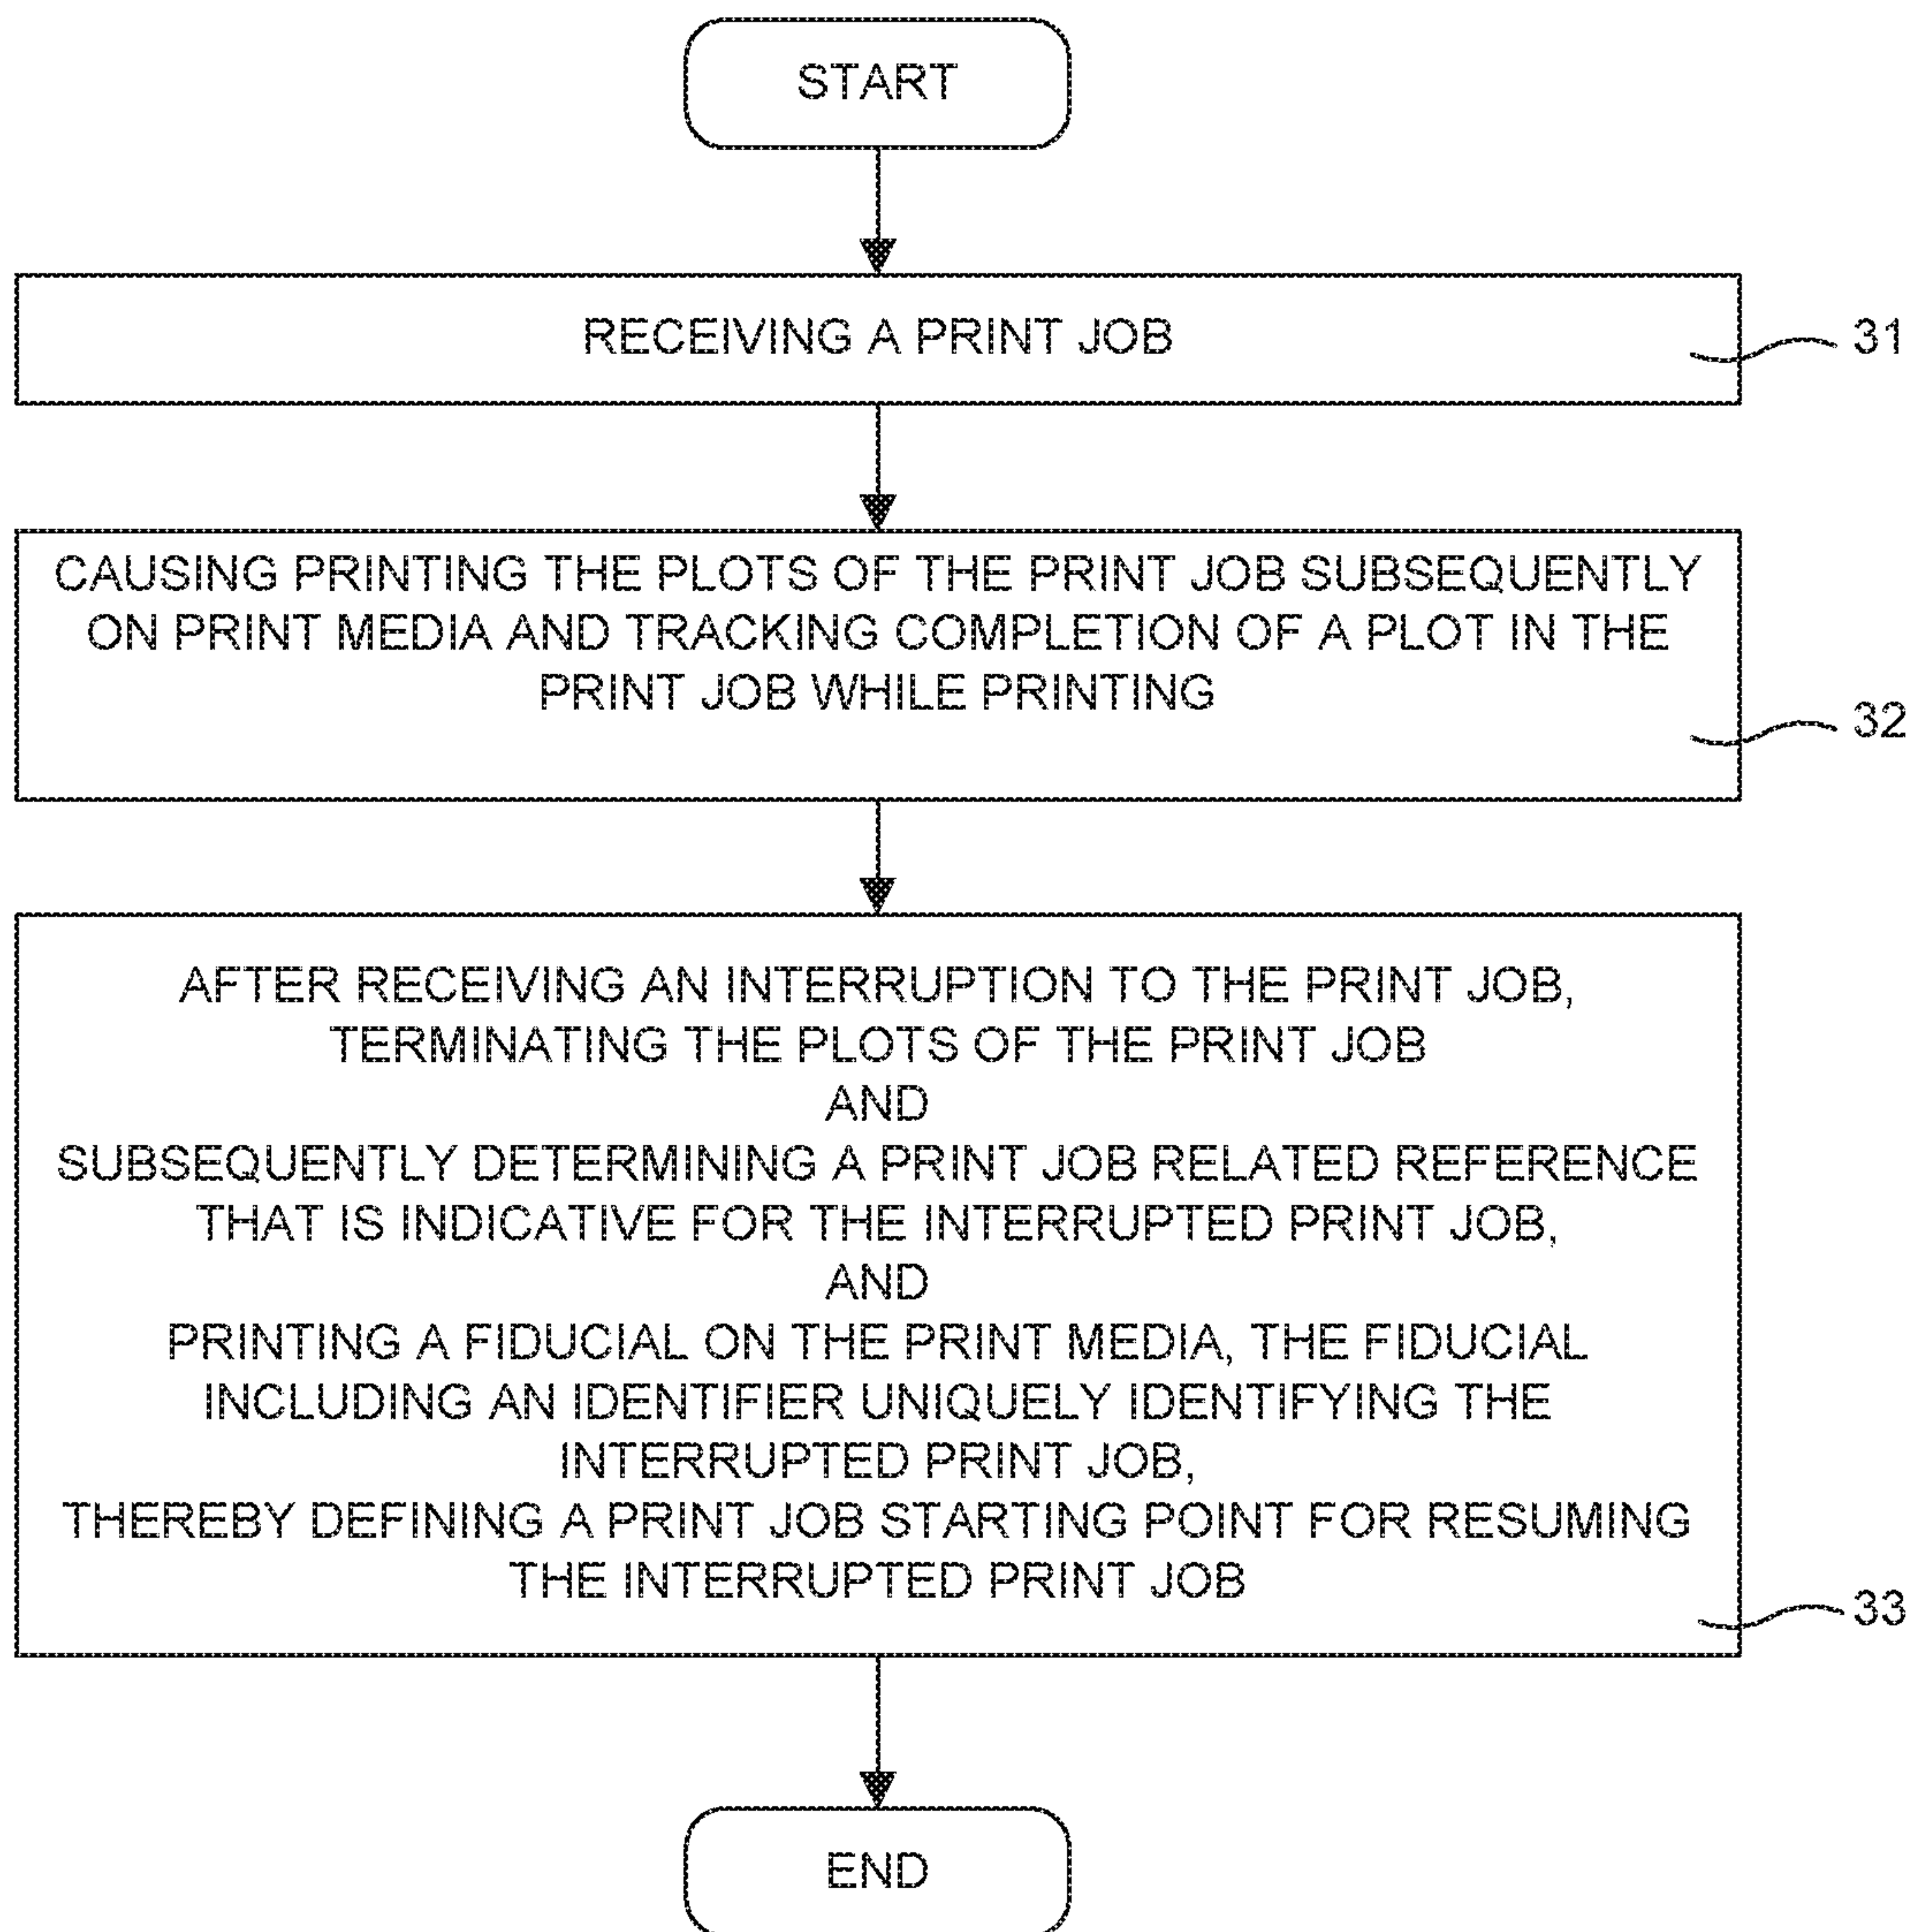 START
RECEIVING A PRINT JOB
31
CAUSING PRINTING THE PLOTS OF THE PRINT JOB SUBSEQUENTLY
ON PRINT MEDIA AND TRACKING COMPLETION OF A PLOT IN THE
PRINT JOB WHILE PRINTING
32
AFTER RECEIVING AN INTERRUPTION TO THE PRINT JOB,
TERMINATING THE PLOTS OF THE PRINT JOB
AND
SUBSEQUENTLY DETERMINING A PRINT JOB RELATED REFERENCE
THAT IS INDICATIVE FOR THE INTERRUPTED PRINT JOB,
AND
PRINTING A FIDUCIAL ON THE PRINT MEDIA, THE FIDUCIAL
INCLUDING AN IDENTIFIER UNIQUELY IDENTIFYING THE
INTERRUPTED PRINT JOB,
THEREBY DEFINING A PRINT JOB STARTING POINT FOR RESUMING
THE INTERRUPTED PRINT JOB
33
END